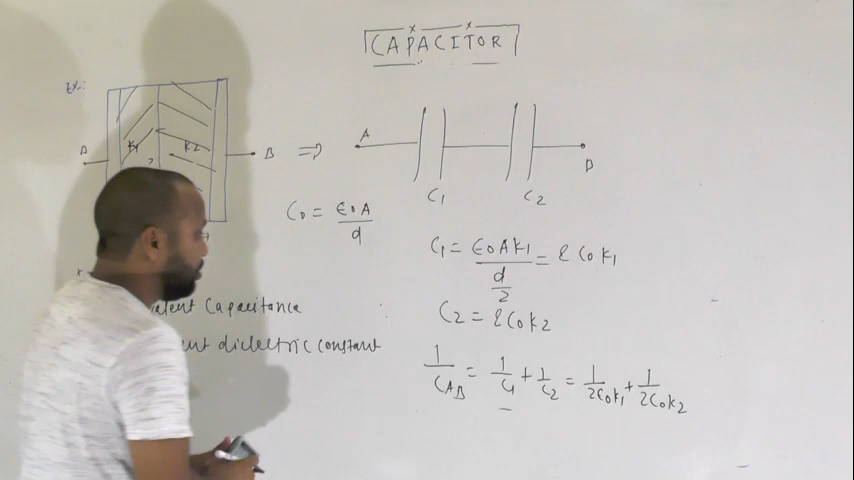 CAPACITOR
Ex:
A K1 K2 B ⇒ A B
C1 C2
C0 = ε0A/d
C1 = ε0AK1/(d/2) = 2C0K1
Capacitance
C2 = 2C0K2
dielectric constant
1/CAB = 1/C1 + 1/C2 = 1/2C0K1 + 1/2C0K2